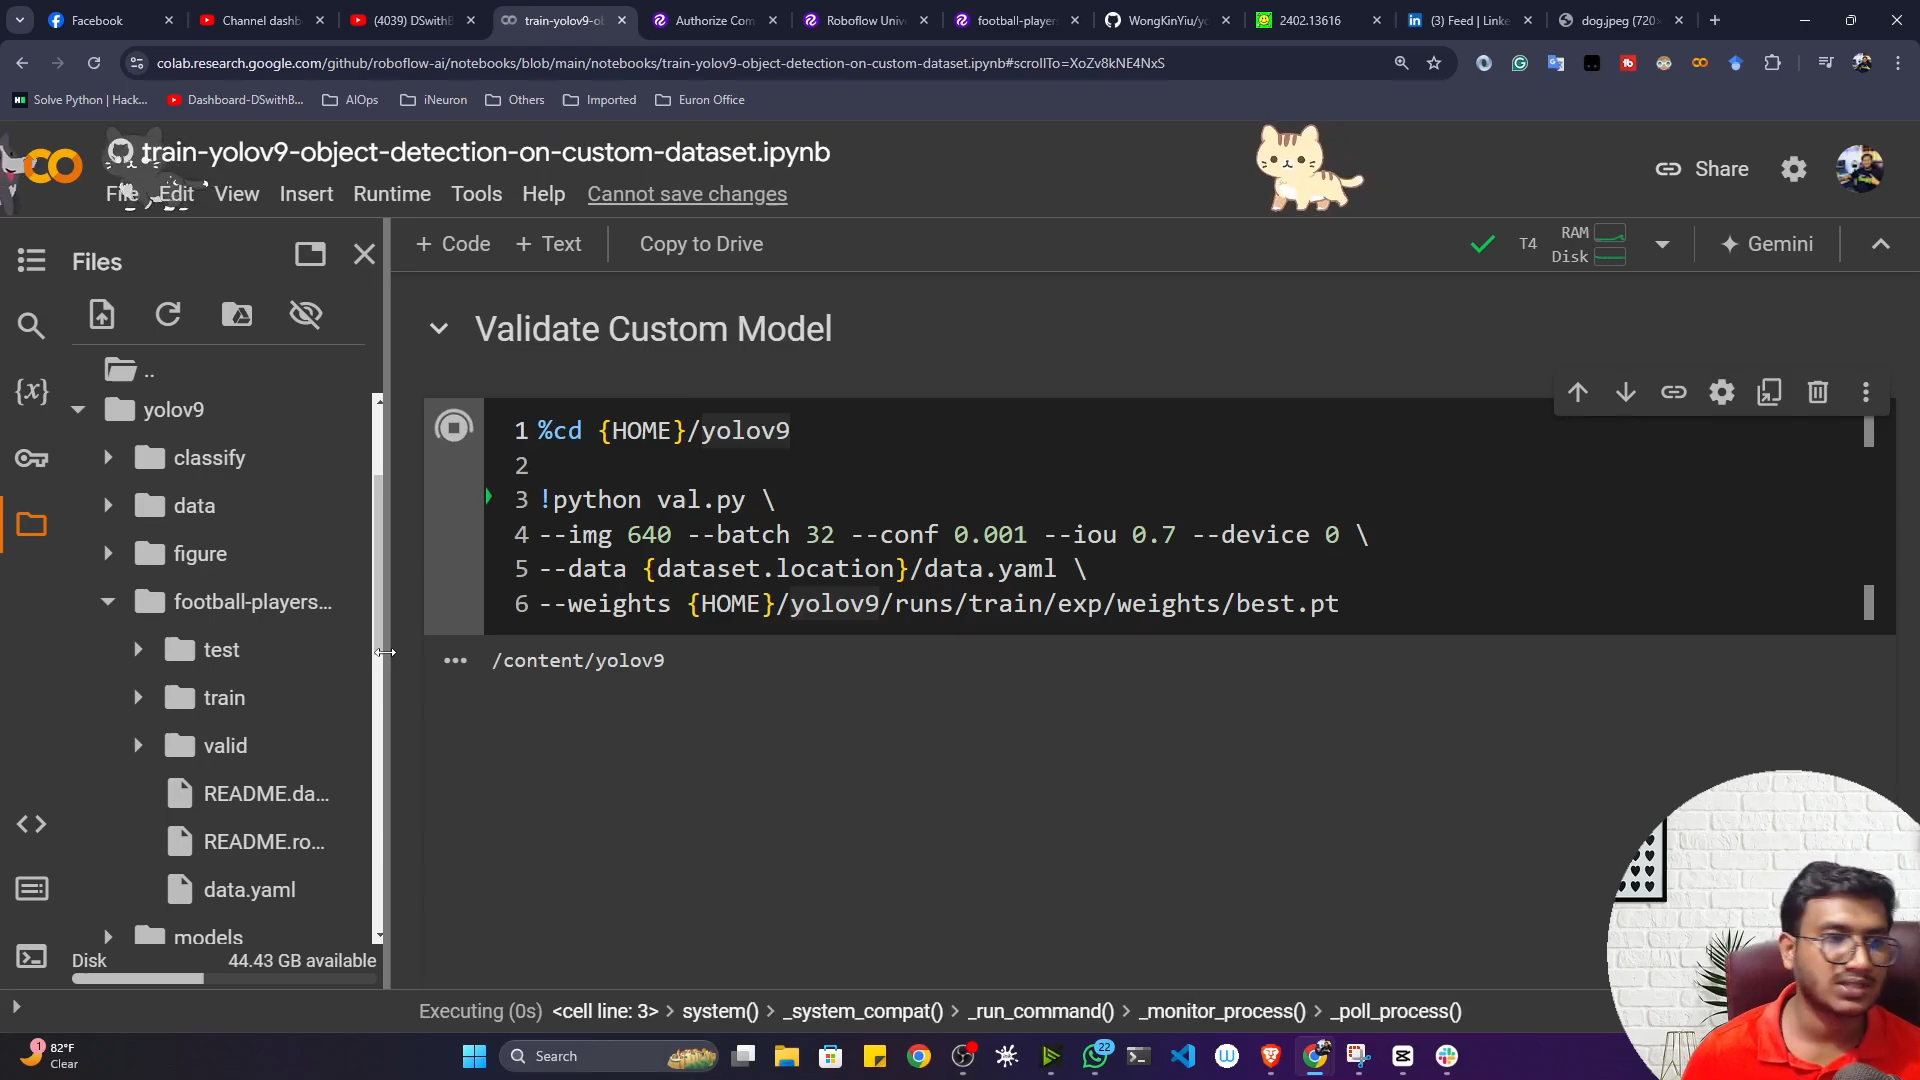 Facebook
Channel dashb
(4039) DSwithB
train-yolov9-ob
Authorize Com
Roboflow Univ
football-player
WongKinYiu/yo
2402.13616
(3) Feed | Linke
dog.jpeg (720
colab.research.google.com/github/roboflow-ai/notebooks/blob/main/notebooks/train-yolov9-object-detection-on-custom-dataset.ipynb#scrollTo=XoZv8kNE4NxS
Solve Python | Hack...
Dashboard-DSwithB...
AIOps
iNeuron
Others
Imported
Euron Office
train-yolov9-object-detection-on-custom-dataset.ipynb
File Edit View Insert Runtime Tools Help Cannot save changes
Share
+ Code + Text
Copy to Drive
T4
RAM
Disk
Gemini
Files
..
yolov9
classify
data
figure
football-players...
test
train
valid
README.da...
README.ro...
data.yaml
models
Disk 44.43 GB available
Validate Custom Model
1 %cd {HOME}/yolov9
2
3 !python val.py \
4 --img 640 --batch 32 --conf 0.001 --iou 0.7 --device 0 \
5 --data {dataset.location}/data.yaml \
6 --weights {HOME}/yolov9/runs/train/exp/weights/best.pt
/content/yolov9
Executing (0s) <cell line: 3> > system() > _system_compat() > _run_command() > _monitor_process() > _poll_process()
1
82°F
Clear
Search
22